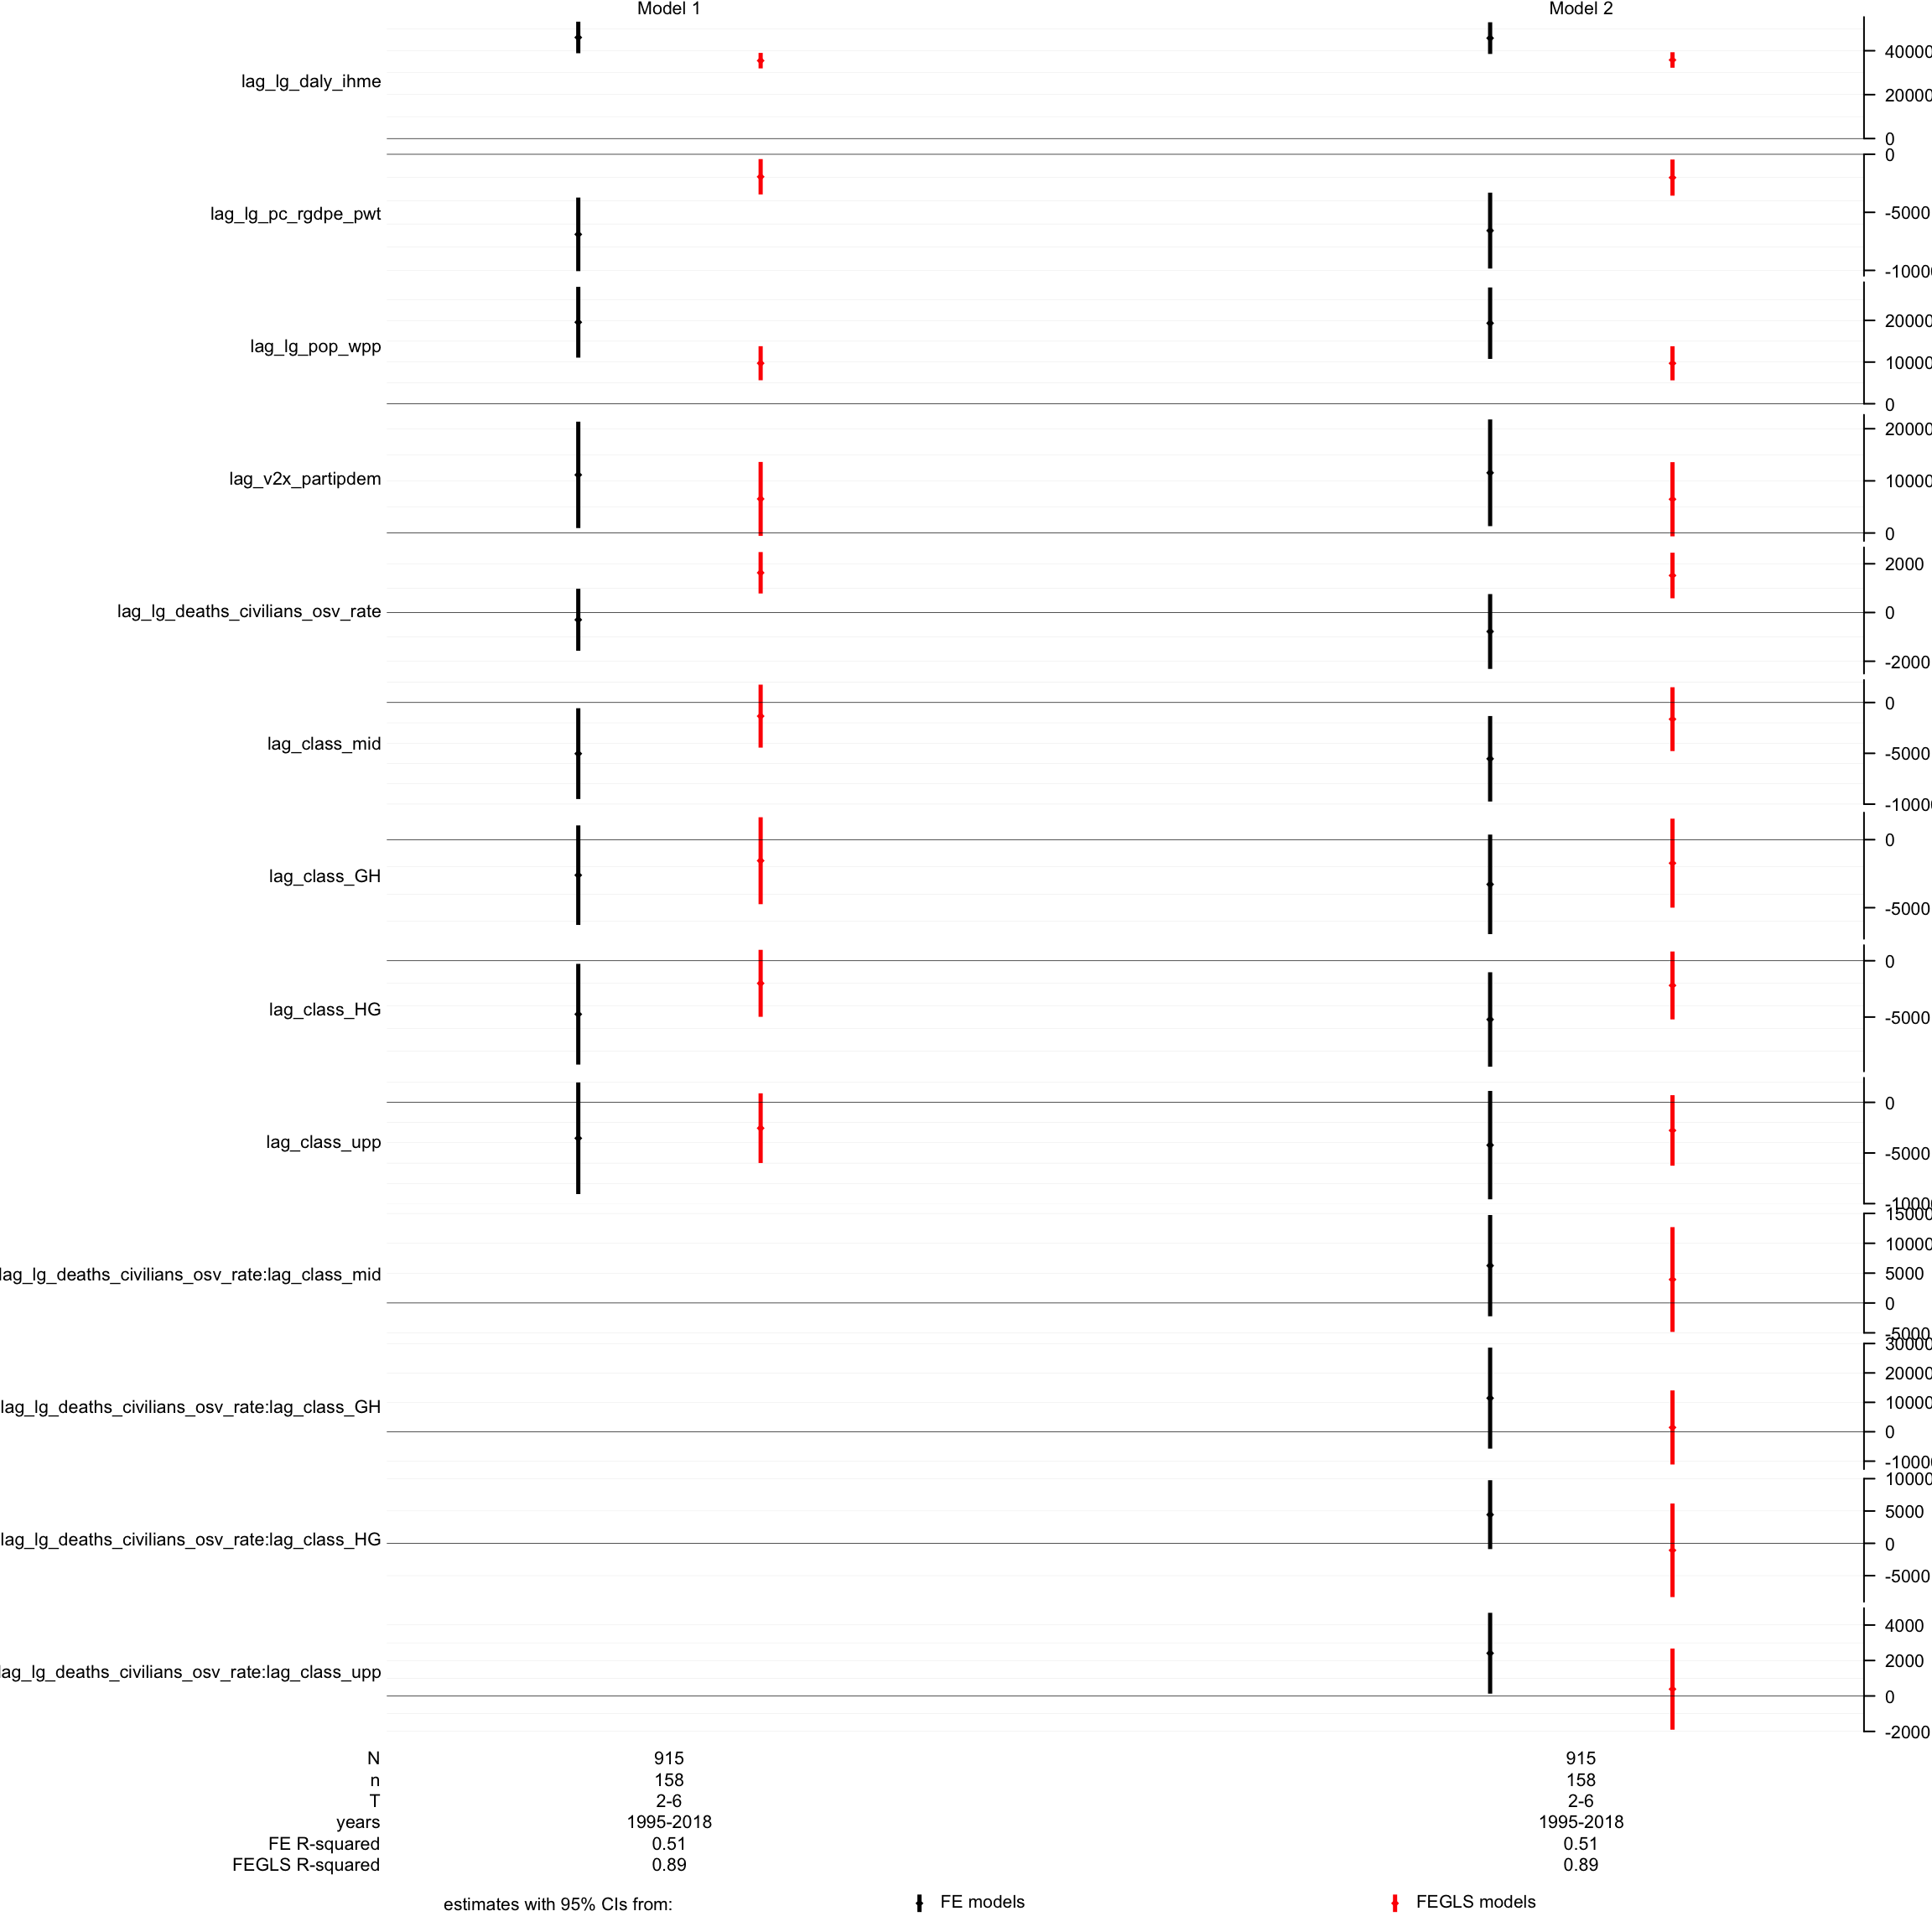 Model 1 Model 2
lag_lg_daly_ihme
40000
20000
0
lag_lg_pc_rgdpe_pwt
0
-5000
-10000
lag_lg_pop_wpp
20000
10000
0
lag_v2x_partipdem
20000
10000
0
lag_lg_deaths_civilians_osv_rate
2000
0
-2000
lag_class_mid
0
-5000
-10000
lag_class_GH
0
-5000
lag_class_HG
0
-5000
lag_class_upp
0
-5000
-10000
lag_lg_deaths_civilians_osv_rate:lag_class_mid
15000
10000
5000
0
-5000
lag_lg_deaths_civilians_osv_rate:lag_class_GH
30000
20000
10000
0
-10000
lag_lg_deaths_civilians_osv_rate:lag_class_HG
10000
5000
0
-5000
lag_lg_deaths_civilians_osv_rate:lag_class_upp
4000
2000
0
-2000
N 915 915
n 158 158
T 2-6 2-6
years 1995-2018 1995-2018
FE R-squared 0.51 0.51
FEGLS R-squared 0.89 0.89
estimates with 95% CIs from: FE models FEGLS models